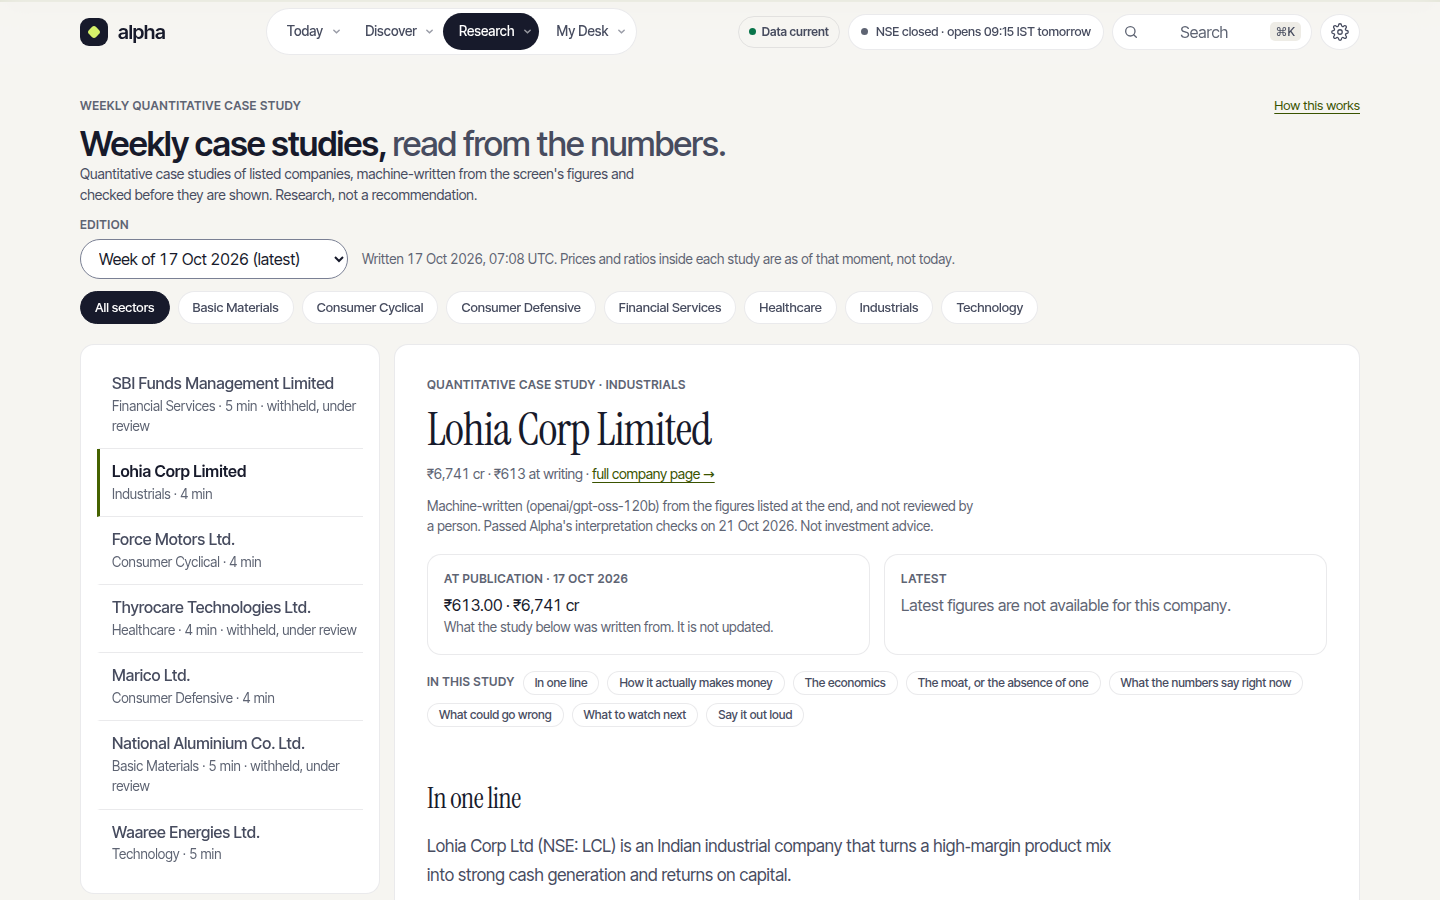 alpha
Today
Discover
Research
My Desk
Data current
NSE closed · opens 09:15 IST tomorrow
Search
⌘K
WEEKLY QUANTITATIVE CASE STUDY
How this works
Weekly case studies, read from the numbers.
Quantitative case studies of listed companies, machine-written from the screen's figures and
checked before they are shown. Research, not a recommendation.
EDITION
Week of 17 Oct 2026 (latest)
Written 17 Oct 2026, 07:08 UTC. Prices and ratios inside each study are as of that moment, not today.
All sectors
Basic Materials
Consumer Cyclical
Consumer Defensive
Financial Services
Healthcare
Industrials
Technology
SBI Funds Management Limited
Financial Services · 5 min · withheld, under
review
Lohia Corp Limited
Industrials · 4 min
Force Motors Ltd.
Consumer Cyclical · 4 min
Thyrocare Technologies Ltd.
Healthcare · 4 min · withheld, under review
Marico Ltd.
Consumer Defensive · 4 min
National Aluminium Co. Ltd.
Basic Materials · 5 min · withheld, under
review
Waaree Energies Ltd.
Technology · 5 min
QUANTITATIVE CASE STUDY · INDUSTRIALS
Lohia Corp Limited
₹6,741 cr · ₹613 at writing · full company page →
Machine-written (openai/gpt-oss-120b) from the figures listed at the end, and not reviewed by
a person. Passed Alpha's interpretation checks on 21 Oct 2026. Not investment advice.
AT PUBLICATION · 17 OCT 2026
₹613.00 · ₹6,741 cr
What the study below was written from. It is not updated.
LATEST
Latest figures are not available for this company.
IN THIS STUDY
In one line
How it actually makes money
The economics
The moat, or the absence of one
What the numbers say right now
What could go wrong
What to watch next
Say it out loud
In one line
Lohia Corp Ltd (NSE: LCL) is an Indian industrial company that turns a high-margin product mix
into strong cash generation and returns on capital.